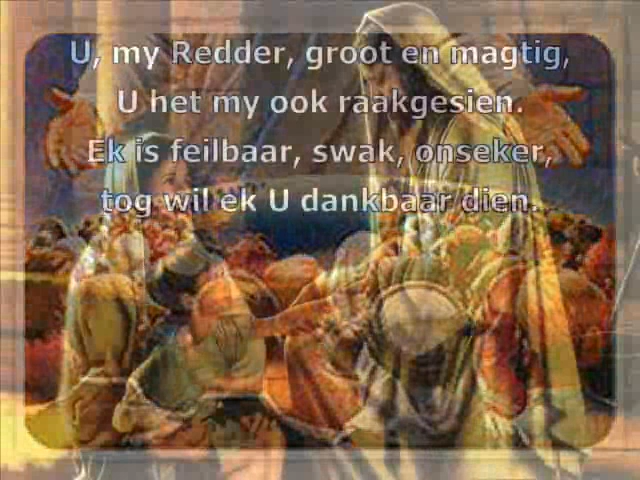 U, my Redder, groot en magtig,
U het my ook raakgesien.
Ek is feilbaar, swak, onseker,
tog wil ek U dankbaar dien.